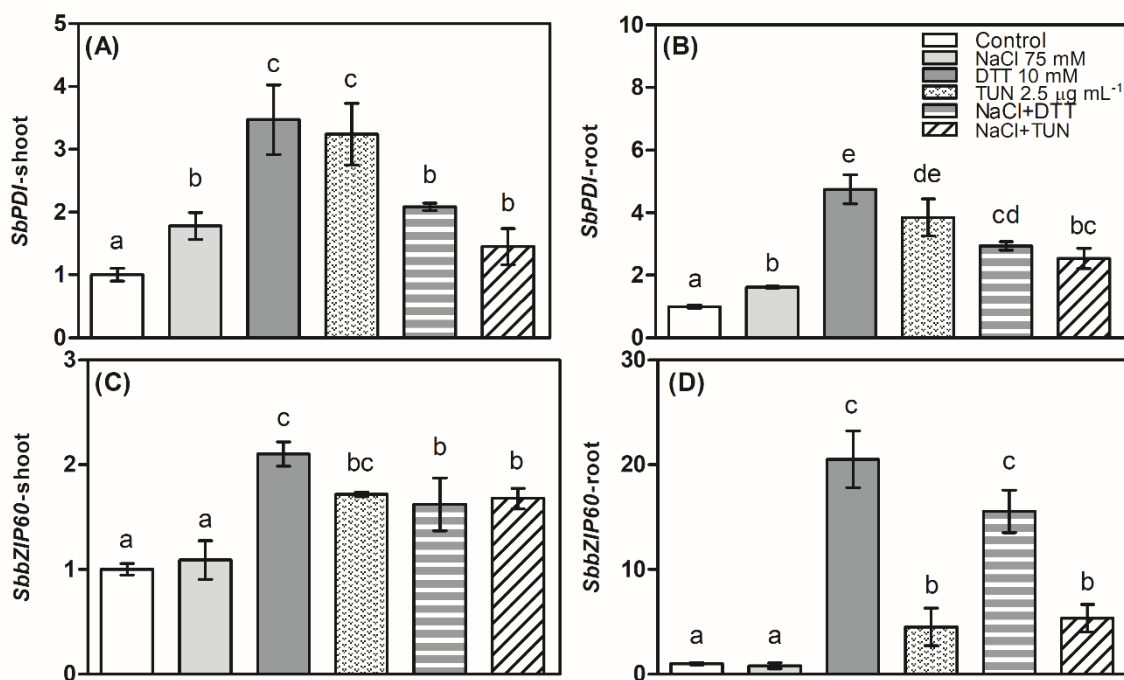 (A)
SbPDI-shoot
5
4
3
2
1
0
a
b
c
c
b
b
(B)
SbPDI-root
10
8
6
4
2
0
a
b
e
de
cd
bc
Control
NaCl 75 mM
DTT 10 mM
TUN 2.5 µg mL⁻¹
NaCl+DTT
NaCl+TUN
(C)
SbbZIP60-shoot
3
2
1
0
a
a
c
bc
b
b
(D)
SbbZIP60-root
30
20
10
0
a
a
c
b
c
b